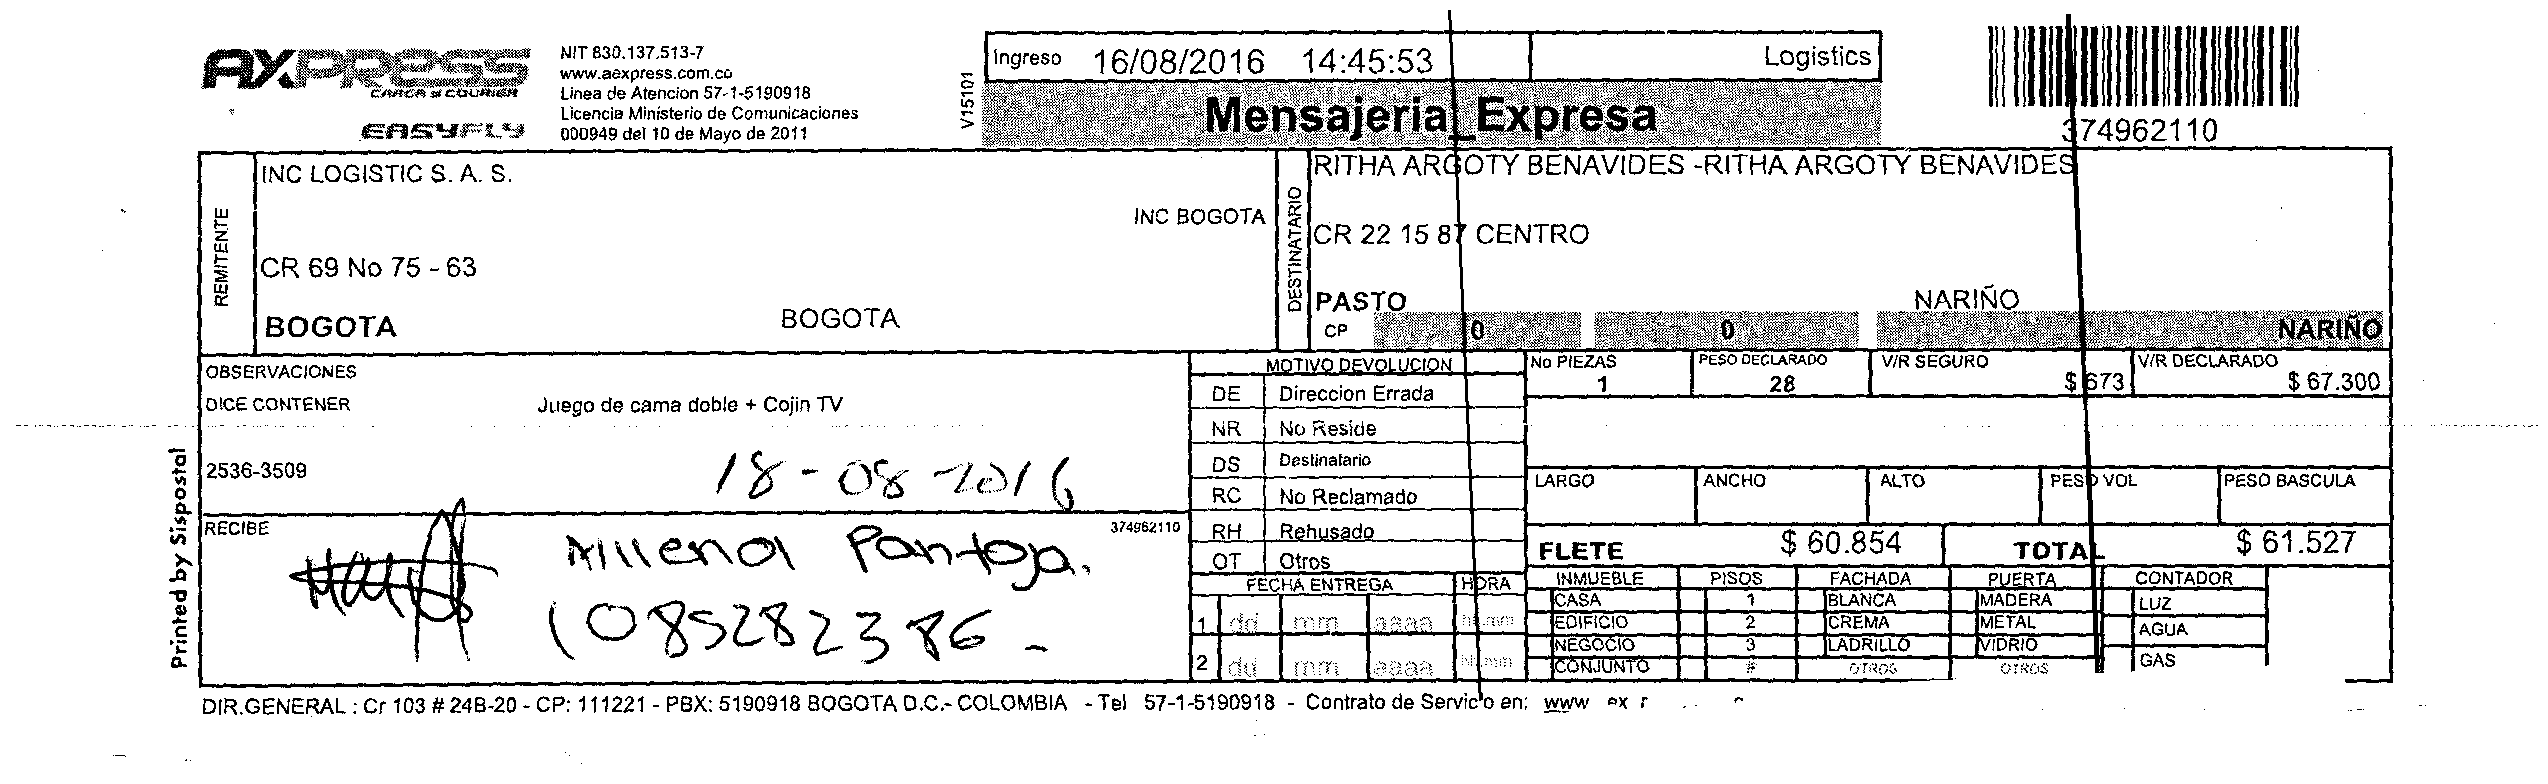 AXPRESS
CARGA & COURIER
EASYFLY
NIT 830.137.513-7
www.aexpress.com.co
Linea de Atencion 57-1-5190918
Licencia Ministerio de Comunicaciones
000949 del 10 de Mayo de 2011
V15101
Ingreso 16/08/2016 14:45:53 Logistics
Mensajeria_Expresa
374962110
REMITENTE
INC LOGISTIC S. A. S.
INC BOGOTA
CR 69 No 75 - 63
BOGOTA BOGOTA
DESTINATARIO
RITHA ARGOTY BENAVIDES -RITHA ARGOTY BENAVIDES
CR 22 15 87 CENTRO
PASTO NARIÑO
CP 0 0 NARIÑO
OBSERVACIONES
DICE CONTENER Juego de cama doble + Cojin TV
2536-3509 18-08-2016
RECIBE 374962110
Milena Pantoja.
1085282386-
MOTIVO DEVOLUCION
DE Direccion Errada
NR No Reside
DS Destinatario
RC No Reclamado
RH Rehusado
OT Otros
FECHA ENTREGA HORA
1 dd mm aaaa hh:mm
2 dd mm aaaa hh:mm
No PIEZAS PESO DECLARADO V/R SEGURO V/R DECLARADO
1 28 $ 673 $ 67.300
LARGO ANCHO ALTO PESO VOL PESO BASCULA
FLETE $ 60.854 TOTAL $ 61.527
INMUEBLE PISOS FACHADA PUERTA CONTADOR
CASA 1 BLANCA MADERA LUZ
EDIFICIO 2 CREMA METAL AGUA
NEGOCIO 3 LADRILLO VIDRIO GAS
CONJUNTO # OTROS OTROS
Printed by Sispostal
DIR.GENERAL : Cr 103 # 24B-20 - CP: 111221 - PBX: 5190918 BOGOTA D.C.- COLOMBIA - Tel 57-1-5190918 - Contrato de Servicio en: www